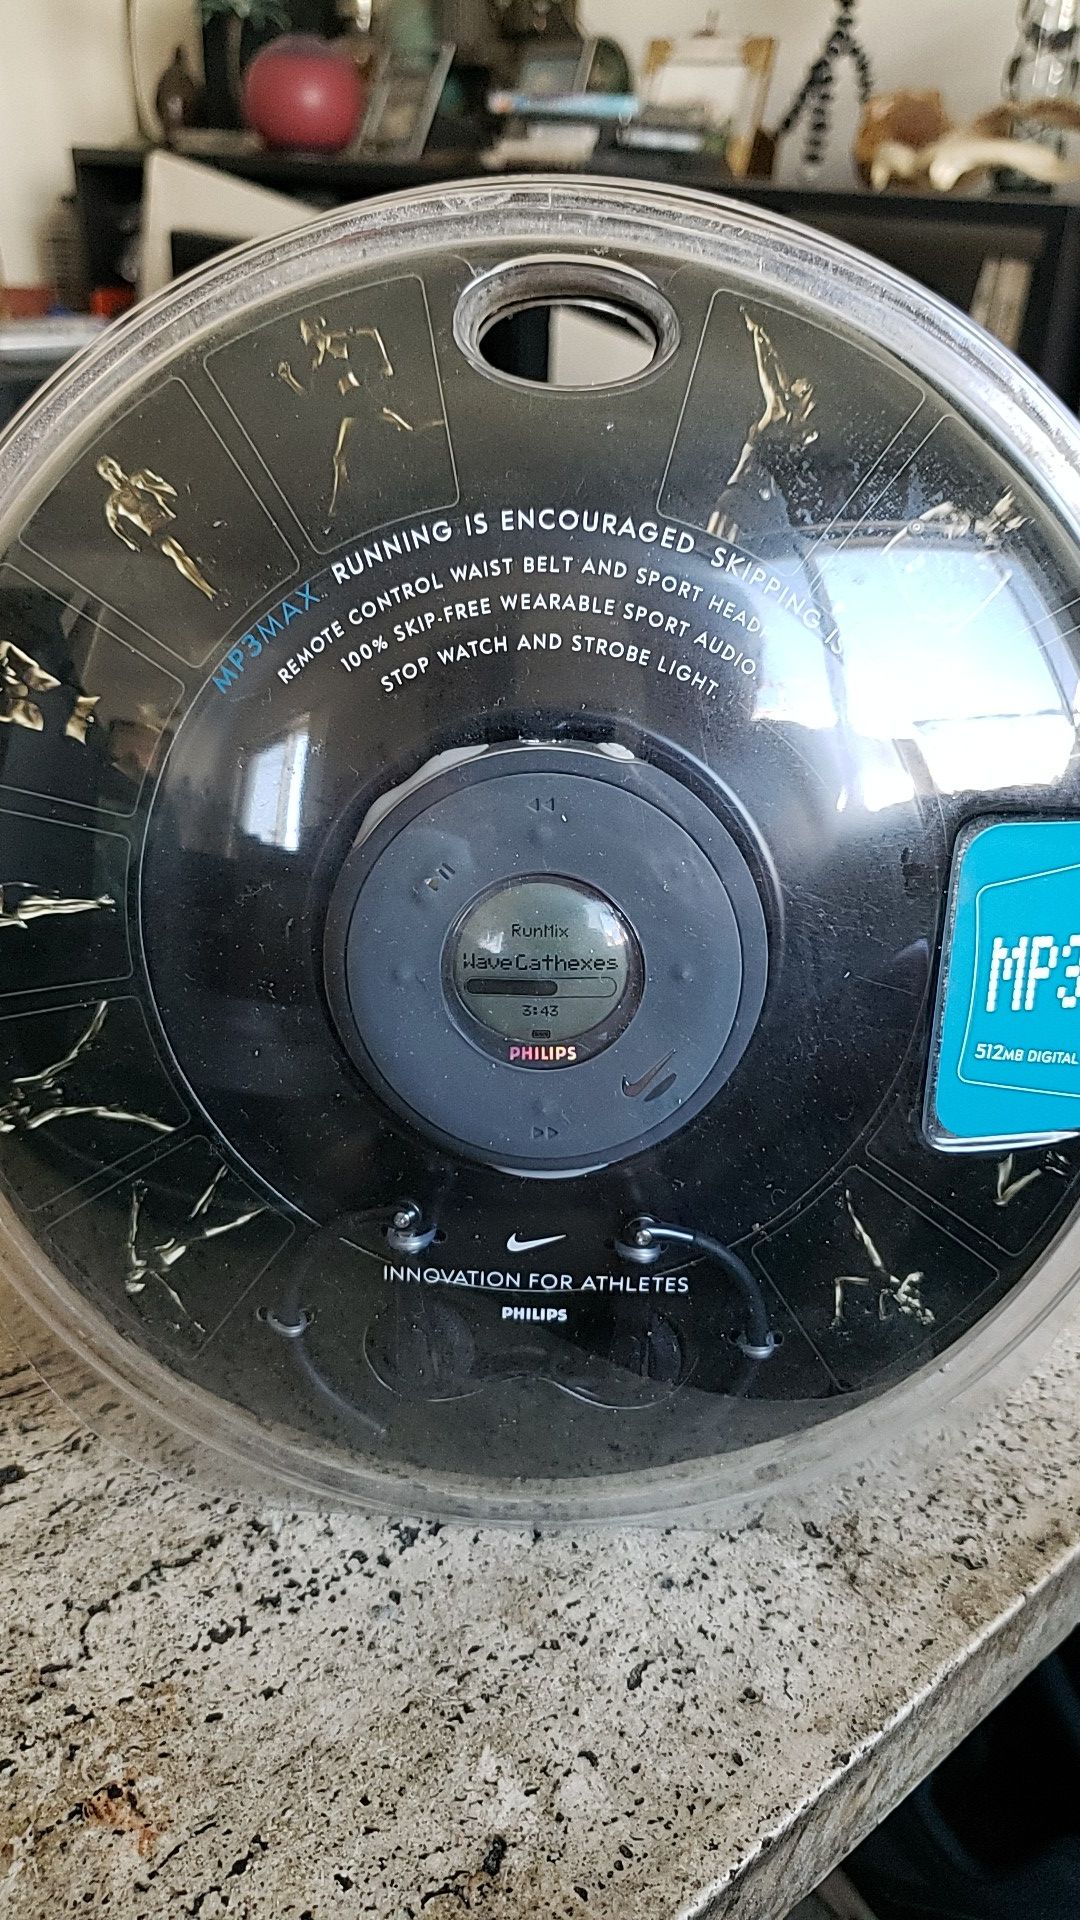 MP3MAX. RUNNING IS ENCOURAGED. SKIPPING IS
REMOTE CONTROL WAIST BELT AND SPORT
100% SKIP-FREE WEARABLE SPORT AUDIO.
STOP WATCH AND STROBE LIGHT.
RunMix
WaveCathexes
3:43
PHILIPS
MP3
512MB DIGITAL
INNOVATION FOR ATHLETES
PHILIPS